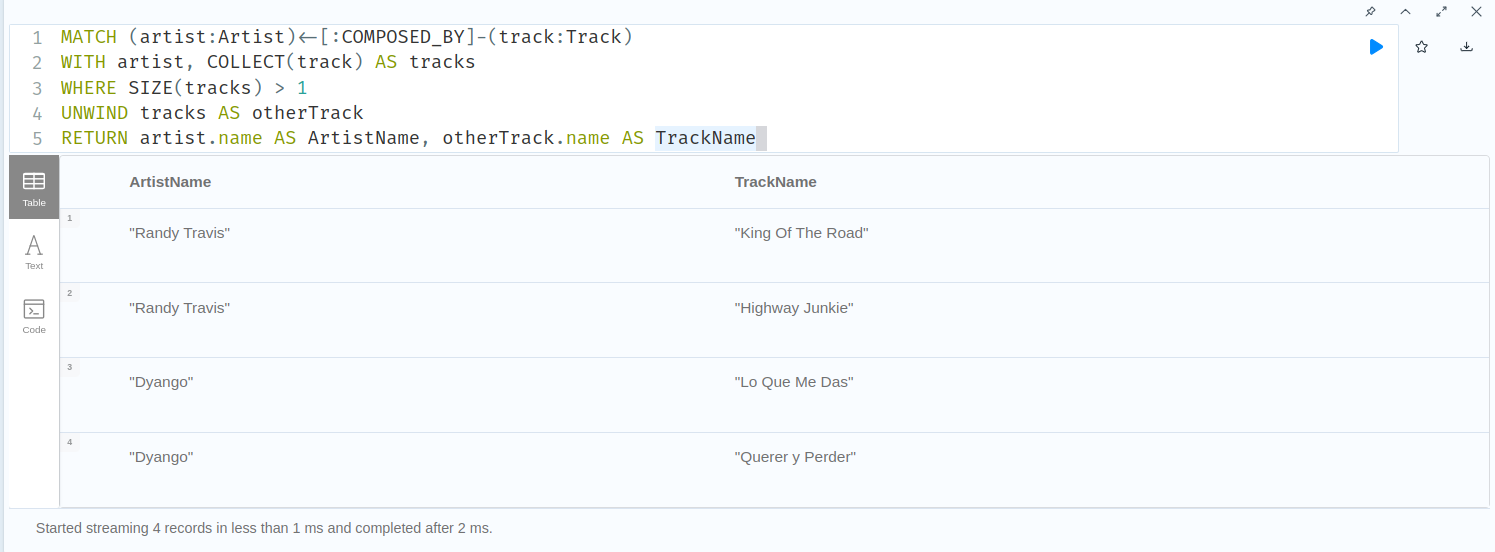 1 MATCH (artist:Artist)<-[:COMPOSED_BY]-(track:Track)
2 WITH artist, COLLECT(track) AS tracks
3 WHERE SIZE(tracks) > 1
4 UNWIND tracks AS otherTrack
5 RETURN artist.name AS ArtistName, otherTrack.name AS TrackName
Table
Text
Code
ArtistName TrackName
1
"Randy Travis" "King Of The Road"
2
"Randy Travis" "Highway Junkie"
3
"Dyango" "Lo Que Me Das"
4
"Dyango" "Querer y Perder"
Started streaming 4 records in less than 1 ms and completed after 2 ms.